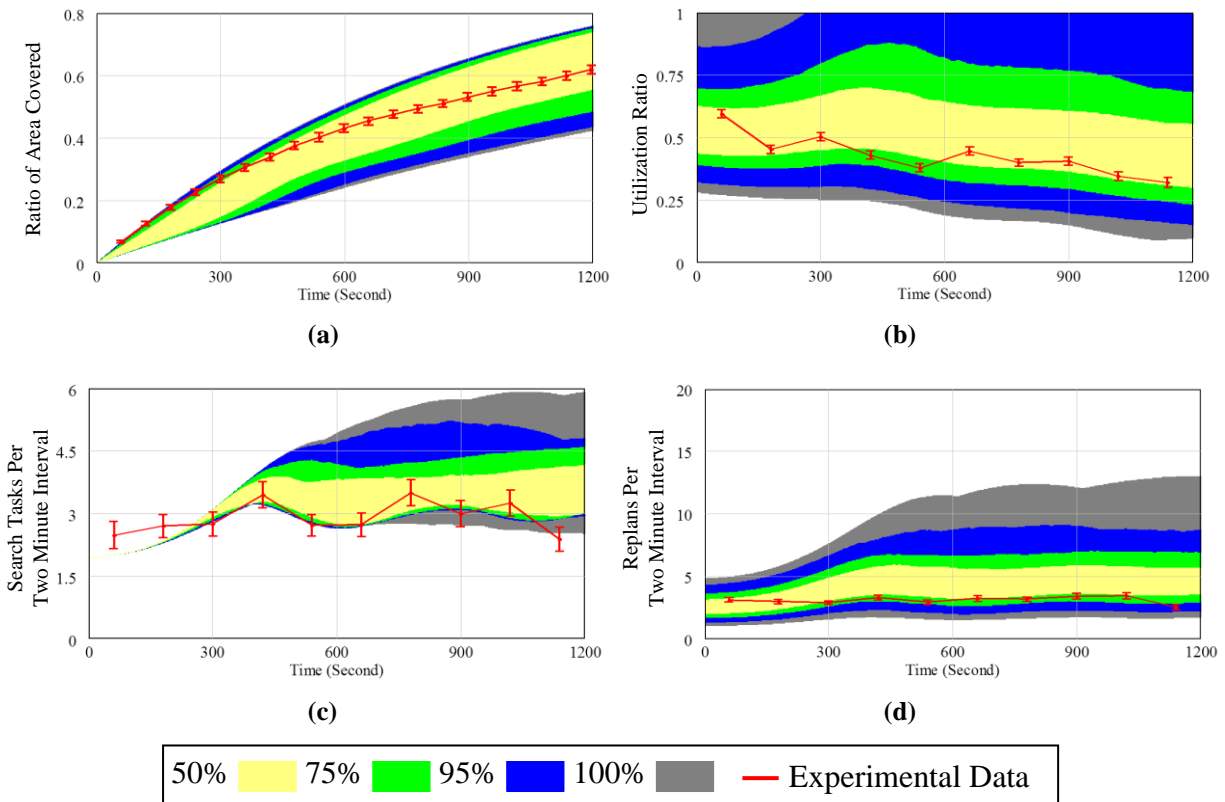 Ratio of Area Covered
0.8
0.6
0.4
0.2
0
0 300 600 900 1200
Time (Second)
(a)
Utilization Ratio
1
0.75
0.5
0.25
0
0 300 600 900 1200
Time (Second)
(b)
Search Tasks Per
Two Minute Interval
6
4.5
3
1.5
0
0 300 600 900 1200
Time (Second)
(c)
Replans Per
Two Minute Interval
20
15
10
5
0
0 300 600 900 1200
Time (Second)
(d)
50% 75% 95% 100% Experimental Data